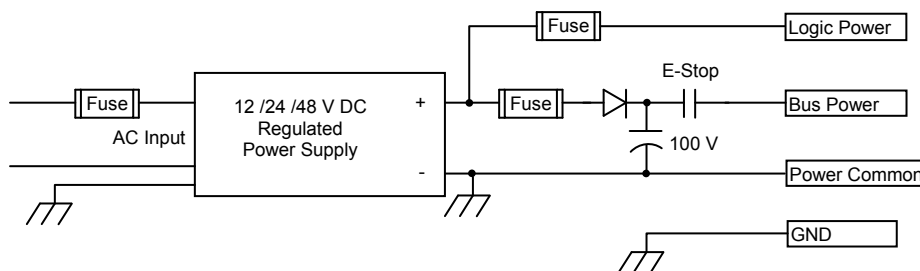 Fuse
Logic Power
E-Stop
Fuse
12 /24 /48 V DC
Regulated
Power Supply
+
Fuse
Bus Power
AC Input
100 V
-
Power Common
GND